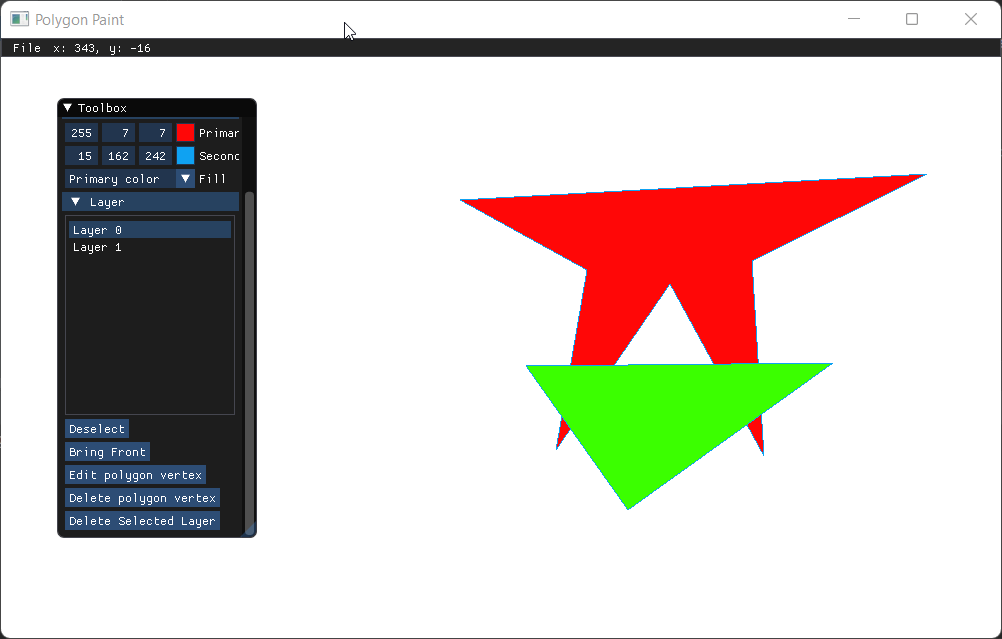 Polygon Paint
File x: 343, y: -16
Toolbox
255 7 7 Primar
15 162 242 Secon
Primary color Fill
Layer
Layer 0
Layer 1
Deselect
Bring Front
Edit polygon vertex
Delete polygon vertex
Delete Selected Layer